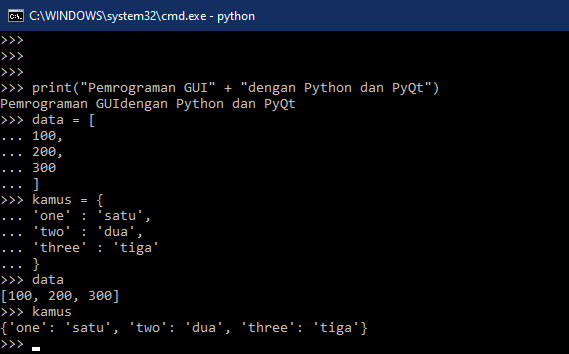 C:\WINDOWS\system32\cmd.exe - python
>>>
>>>
>>>
>>> print("Pemrograman GUI" + "dengan Python dan PyQt")
Pemrograman GUIdengan Python dan PyQt
>>> data = [
... 100,
... 200,
... 300
... ]
>>> kamus = {
... 'one' : 'satu',
... 'two' : 'dua',
... 'three' : 'tiga'
... }
>>> data
[100, 200, 300]
>>> kamus
{'one': 'satu', 'two': 'dua', 'three': 'tiga'}
>>>